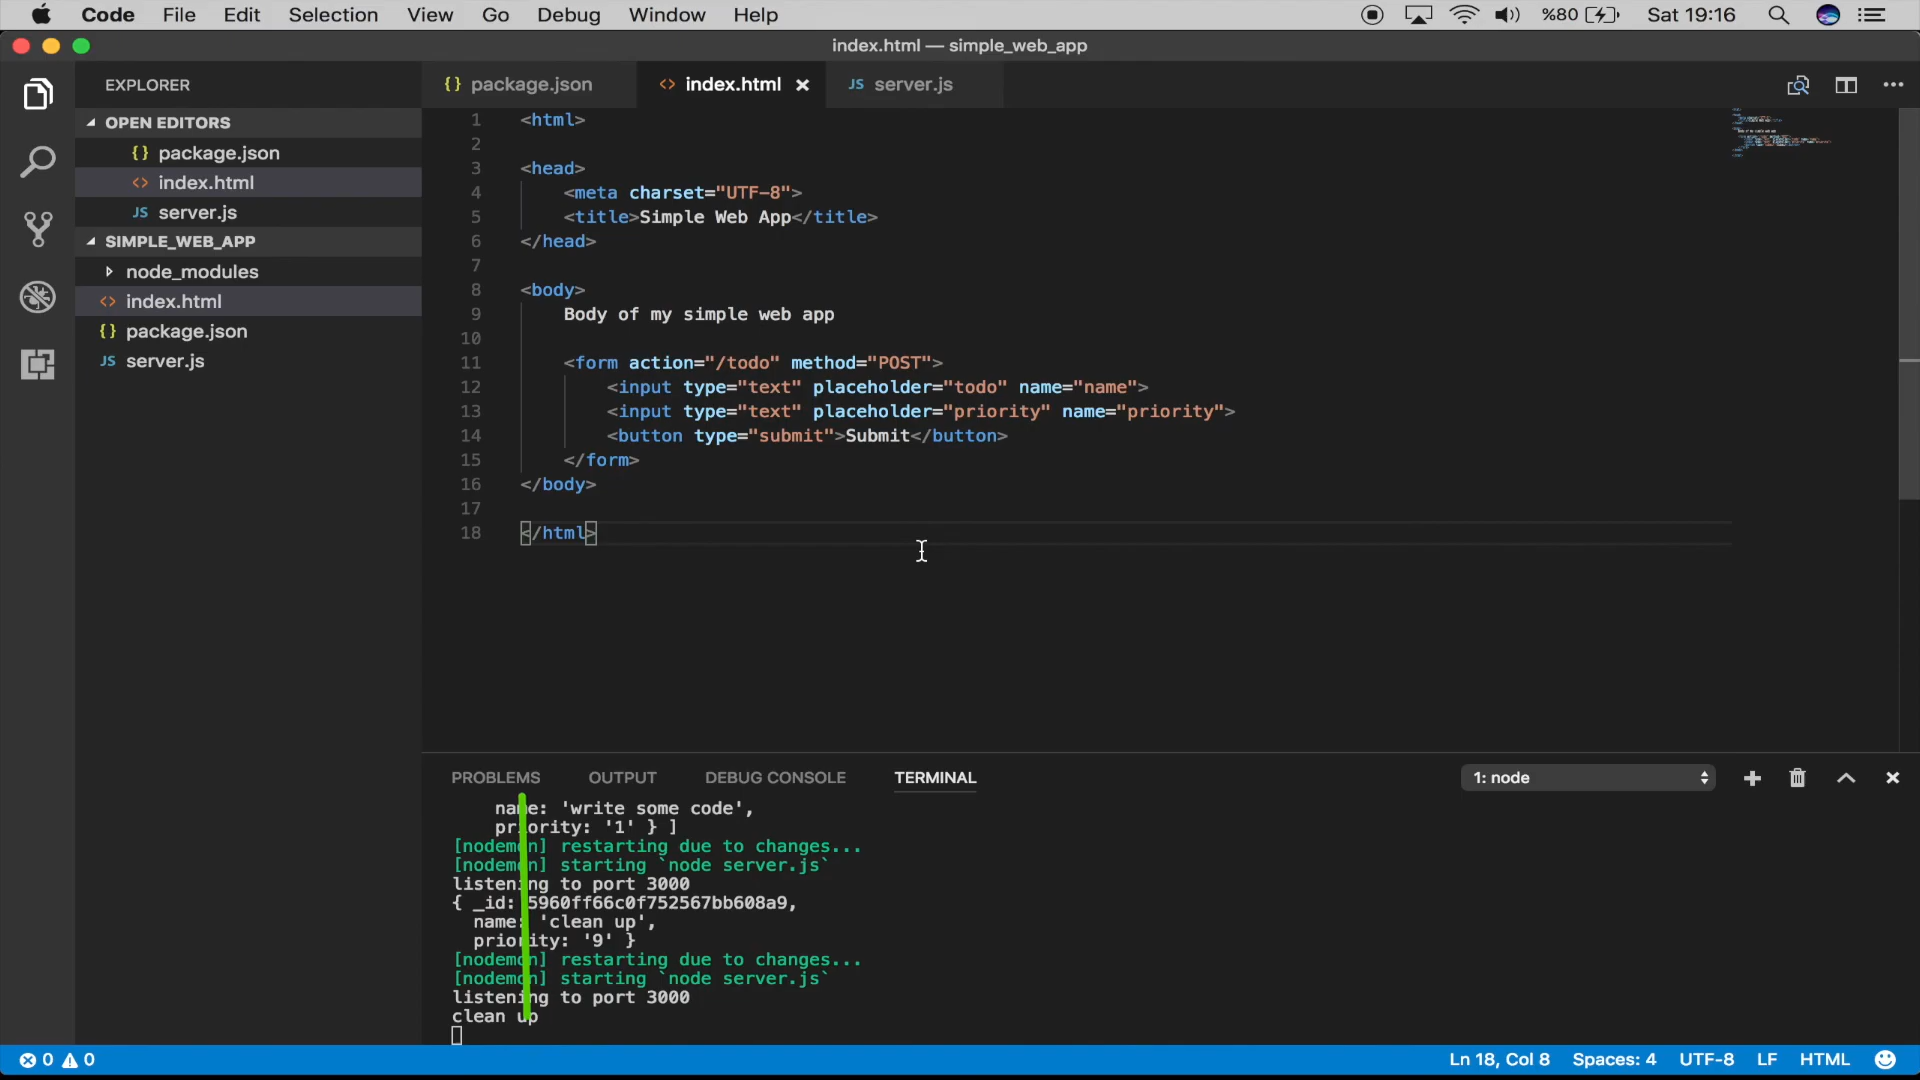 Code File Edit Selection View Go Debug Window Help %80 Sat 19:16
index.html — simple_web_app
EXPLORER
OPEN EDITORS
{} package.json
<> index.html
JS server.js
SIMPLE_WEB_APP
node_modules
<> index.html
{} package.json
JS server.js
{} package.json <> index.html × JS server.js
1 <html>
2
3 <head>
4 <meta charset="UTF-8">
5 <title>Simple Web App</title>
6 </head>
7
8 <body>
9 Body of my simple web app
10
11 <form action="/todo" method="POST">
12 <input type="text" placeholder="todo" name="name">
13 <input type="text" placeholder="priority" name="priority">
14 <button type="submit">Submit</button>
15 </form>
16 </body>
17
18 </html>
PROBLEMS OUTPUT DEBUG CONSOLE TERMINAL 1: node
name: 'write some code',
priority: '1' } ]
[nodemon] restarting due to changes...
[nodemon] starting `node server.js`
listening to port 3000
{ _id: 5960ff66c0f752567bb608a9,
name: 'clean up',
priority: '9' }
[nodemon] restarting due to changes...
[nodemon] starting `node server.js`
listening to port 3000
clean up
0 0 Ln 18, Col 8 Spaces: 4 UTF-8 LF HTML